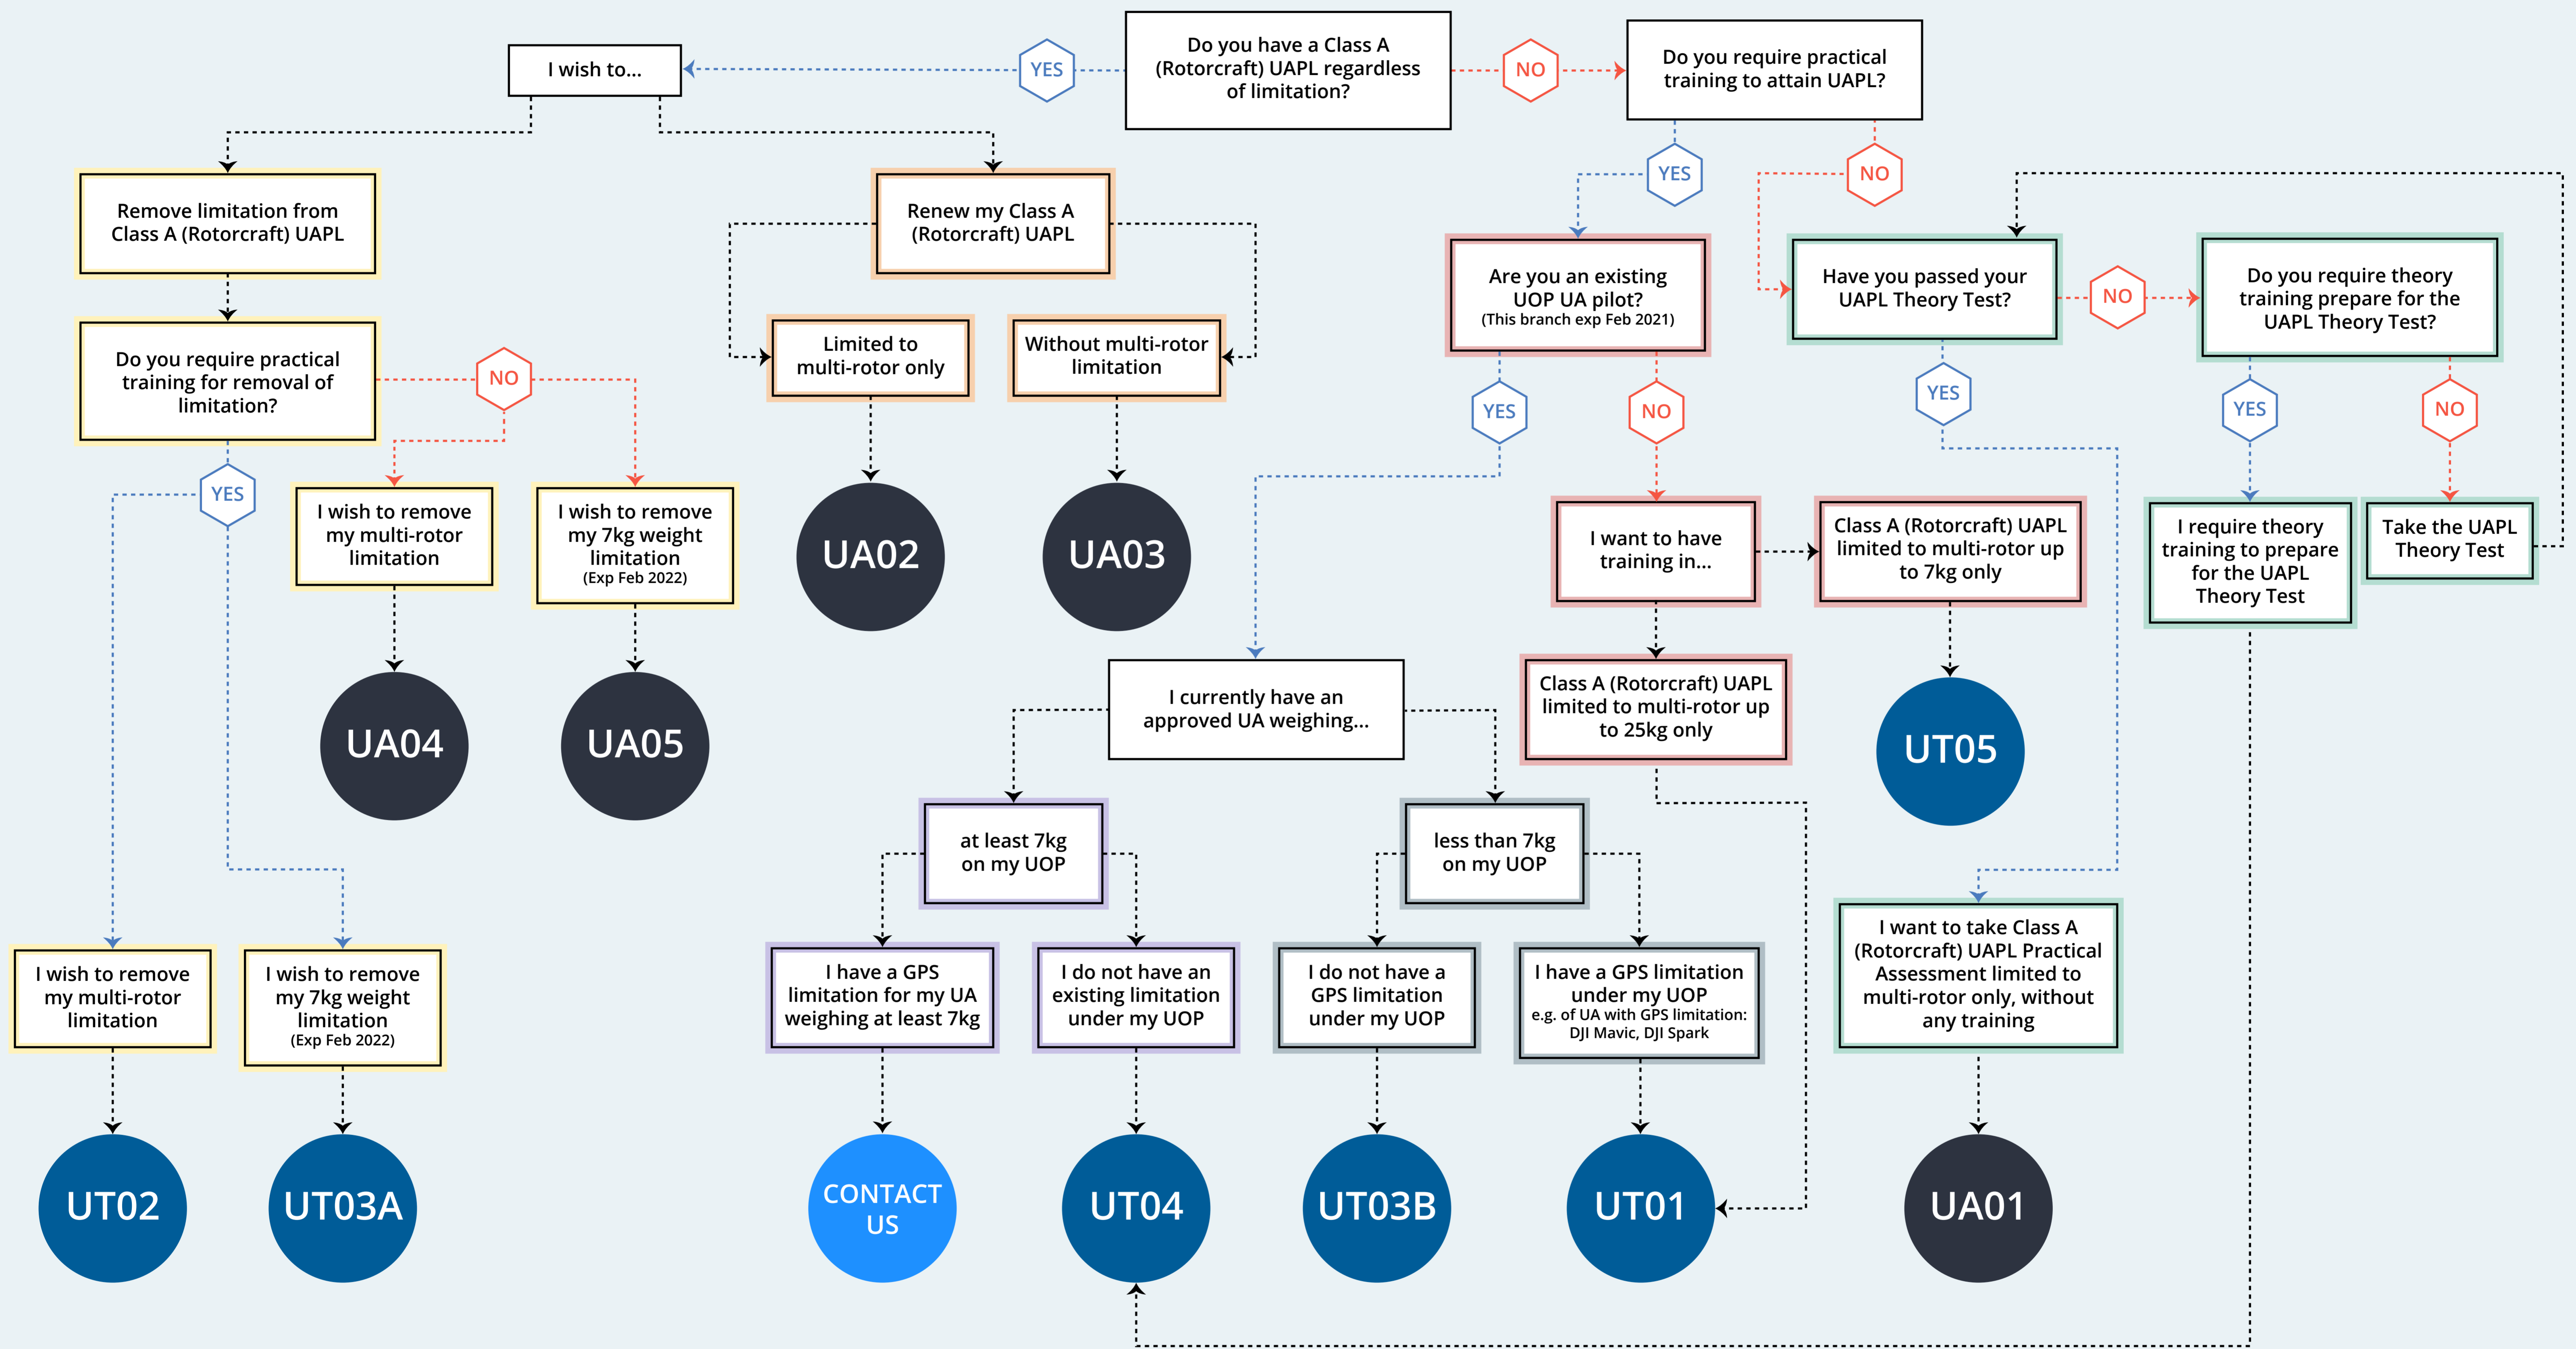 Do you have a Class A
(Rotorcraft) UAPL regardless
of limitation?
YES
NO
I wish to...
Do you require practical
training to attain UAPL?
YES
NO
Remove limitation from
Class A (Rotorcraft) UAPL
Renew my Class A
(Rotorcraft) UAPL
Are you an existing
UOP UA pilot?
(This branch exp Feb 2021)
Have you passed your
UAPL Theory Test?
NO
Do you require theory
training prepare for the
UAPL Theory Test?
Do you require practical
training for removal of
limitation?
NO
YES
Limited to
multi-rotor only
Without multi-rotor
limitation
YES
NO
YES
YES
NO
I wish to remove
my multi-rotor
limitation
I wish to remove
my 7kg weight
limitation
(Exp Feb 2022)
UA02
UA03
I want to have
training in...
Class A (Rotorcraft) UAPL
limited to multi-rotor up
to 7kg only
I require theory
training to prepare
for the UAPL
Theory Test
Take the UAPL
Theory Test
UA04
UA05
I currently have an
approved UA weighing...
Class A (Rotorcraft) UAPL
limited to multi-rotor up
to 25kg only
UT05
at least 7kg
on my UOP
less than 7kg
on my UOP
I wish to remove
my multi-rotor
limitation
I wish to remove
my 7kg weight
limitation
(Exp Feb 2022)
I have a GPS
limitation for my UA
weighing at least 7kg
I do not have an
existing limitation
under my UOP
I do not have a
GPS limitation
under my UOP
I have a GPS limitation
under my UOP
e.g. of UA with GPS limitation:
DJI Mavic, DJI Spark
I want to take Class A
(Rotorcraft) UAPL Practical
Assessment limited to
multi-rotor only, without
any training
UT02
UT03A
CONTACT
US
UT04
UT03B
UT01
UA01